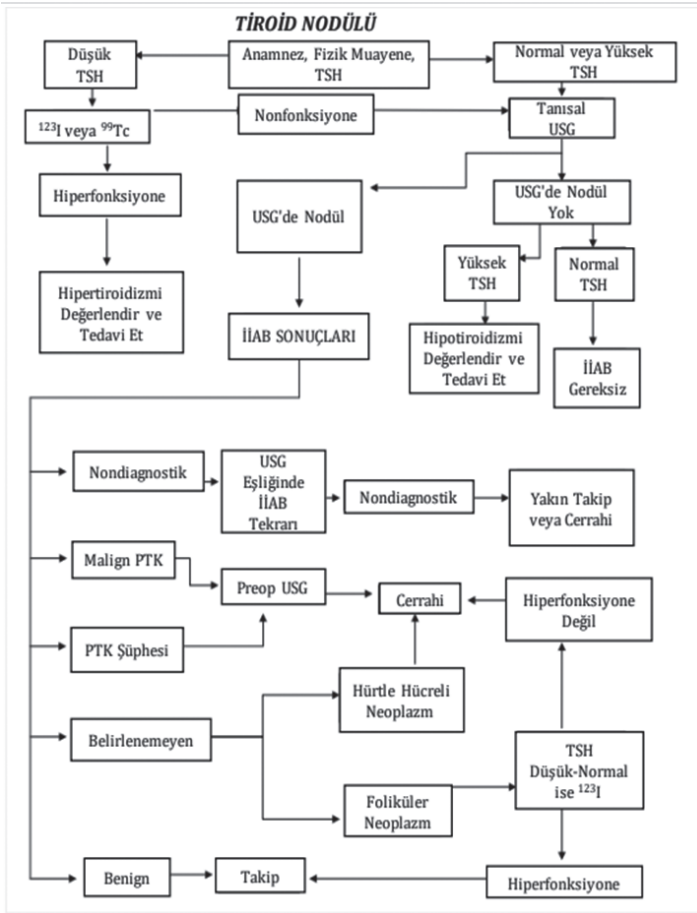 TİROİD NODÜLÜ
Düşük
TSH
Anamnez, Fizik Muayene,
TSH
Normal veya Yüksek
TSH
¹²³I veya ⁹⁹Tc
Nonfonksiyone
Tanısal
USG
Hiperfonksiyone
USG'de Nodül
USG'de Nodül
Yok
Hipertiroidizmi
Değerlendir ve
Tedavi Et
Yüksek
TSH
Normal
TSH
İİAB SONUÇLARI
Hipotiroidizmi
Değerlendir ve
Tedavi Et
İİAB
Gereksiz
Nondiagnostik
USG
Eşliğinde
İİAB
Tekrarı
Nondiagnostik
Yakın Takip
veya Cerrahi
Malign PTK
Preop USG
Cerrahi
Hiperfonksiyone
Değil
PTK Şüphesi
Hürtle Hücreli
Neoplazm
Belirlenemeyen
TSH
Düşük-Normal
ise ¹²³I
Foliküler
Neoplazm
Benign
Takip
Hiperfonksiyone